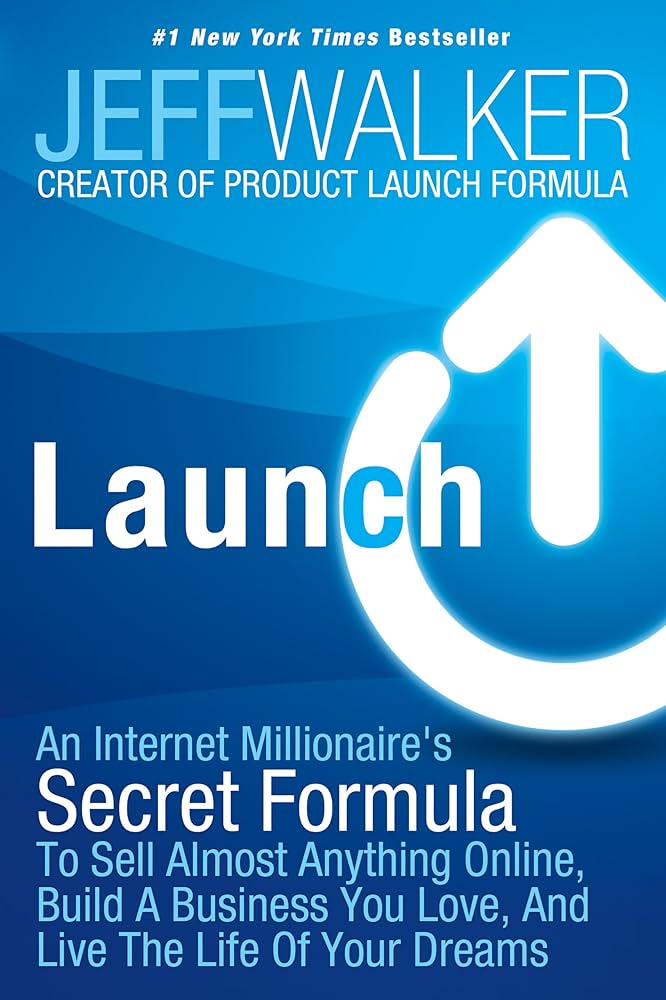 #1 New York Times Bestseller
JEFFWALKER
CREATOR OF PRODUCT LAUNCH FORMULA
Launch
An Internet Millionaire's
Secret Formula
To Sell Almost Anything Online,
Build A Business You Love, And
Live The Life Of Your Dreams